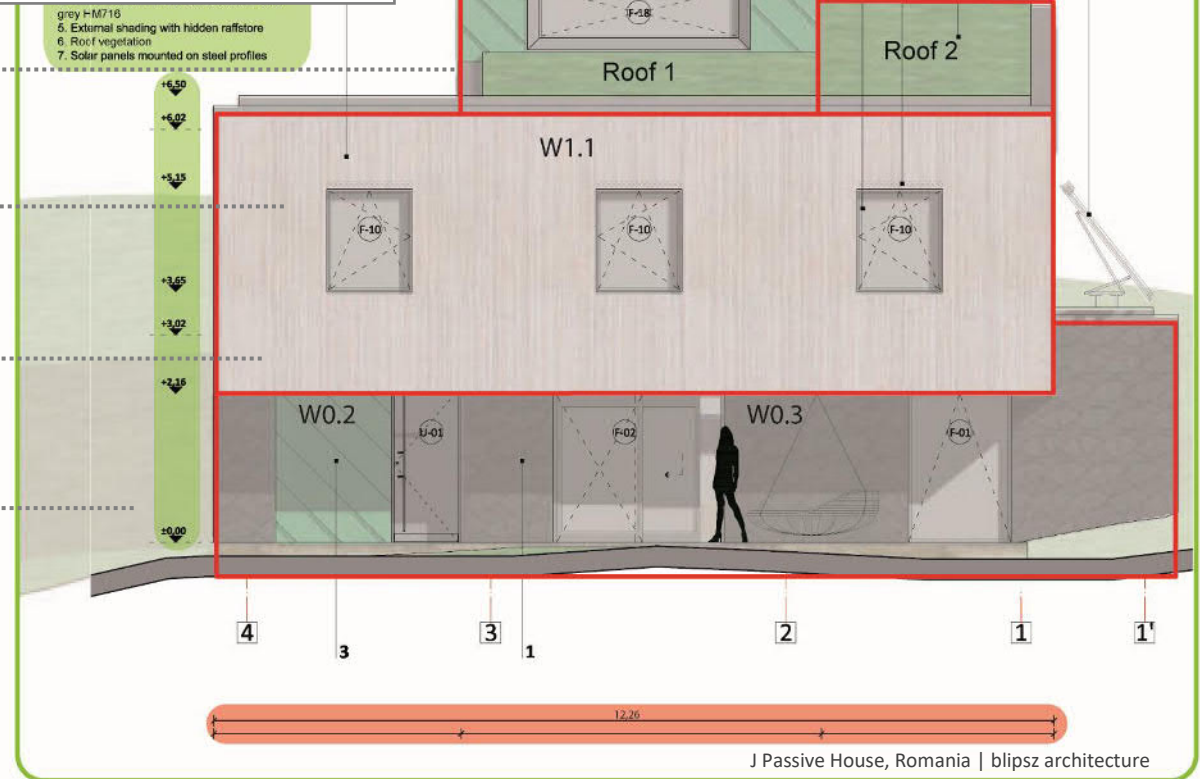 grey HM716
5. External shading with hidden raffstore
6. Roof vegetation
7. Solar panels mounted on steel profiles
F-18
Roof 1
Roof 2
+6,50
+6,02
W1.1
+5,15
F-10
F-10
F-10
+3,65
+3,02
+2,16
W0.2
W0.3
U-01
F-02
F-01
±0,00
4
3
2
1
1'
3
1
12,26
J Passive House, Romania | blipsz architecture